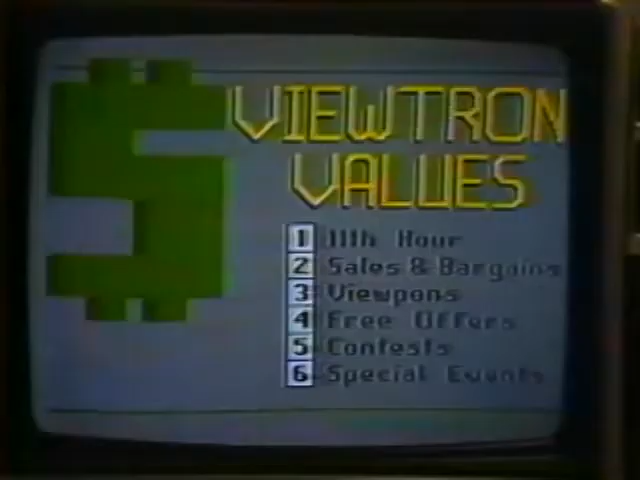 VIEWTRON
VALUES
1 11th Hour
2 Sales & Bargains
3 Viewpons
4 Free Offers
5 Contests
6 Special Events